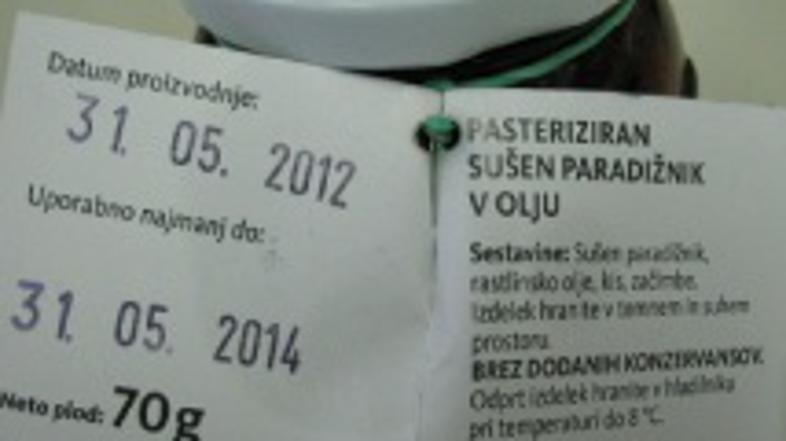 Datum proizvodnje:
31. 05. 2012
Uporabno najmanj do:
31. 05. 2014
Neto plod: 70g
PASTERIZIRAN
SUŠEN PARADIŽNIK
V OLJU
Sestavine: Sušen paradižnik,
rastlinsko olje, kis, začimbe.
Izdelek hranite v temnem in suhem
prostoru.
BREZ DODANIH KONZERVANSOV.
Odprt izdelek hranite v hladilniku
pri temperaturi do 8 °C.